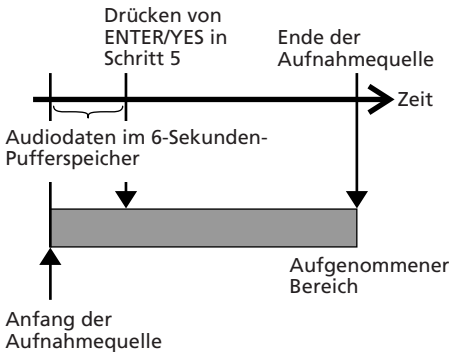 Drücken von
ENTER/YES in
Schritt 5
Ende der
Aufnahmequelle
Zeit
Audiodaten im 6-Sekunden-
Pufferspeicher
Aufgenommener
Bereich
Anfang der
Aufnahmequelle